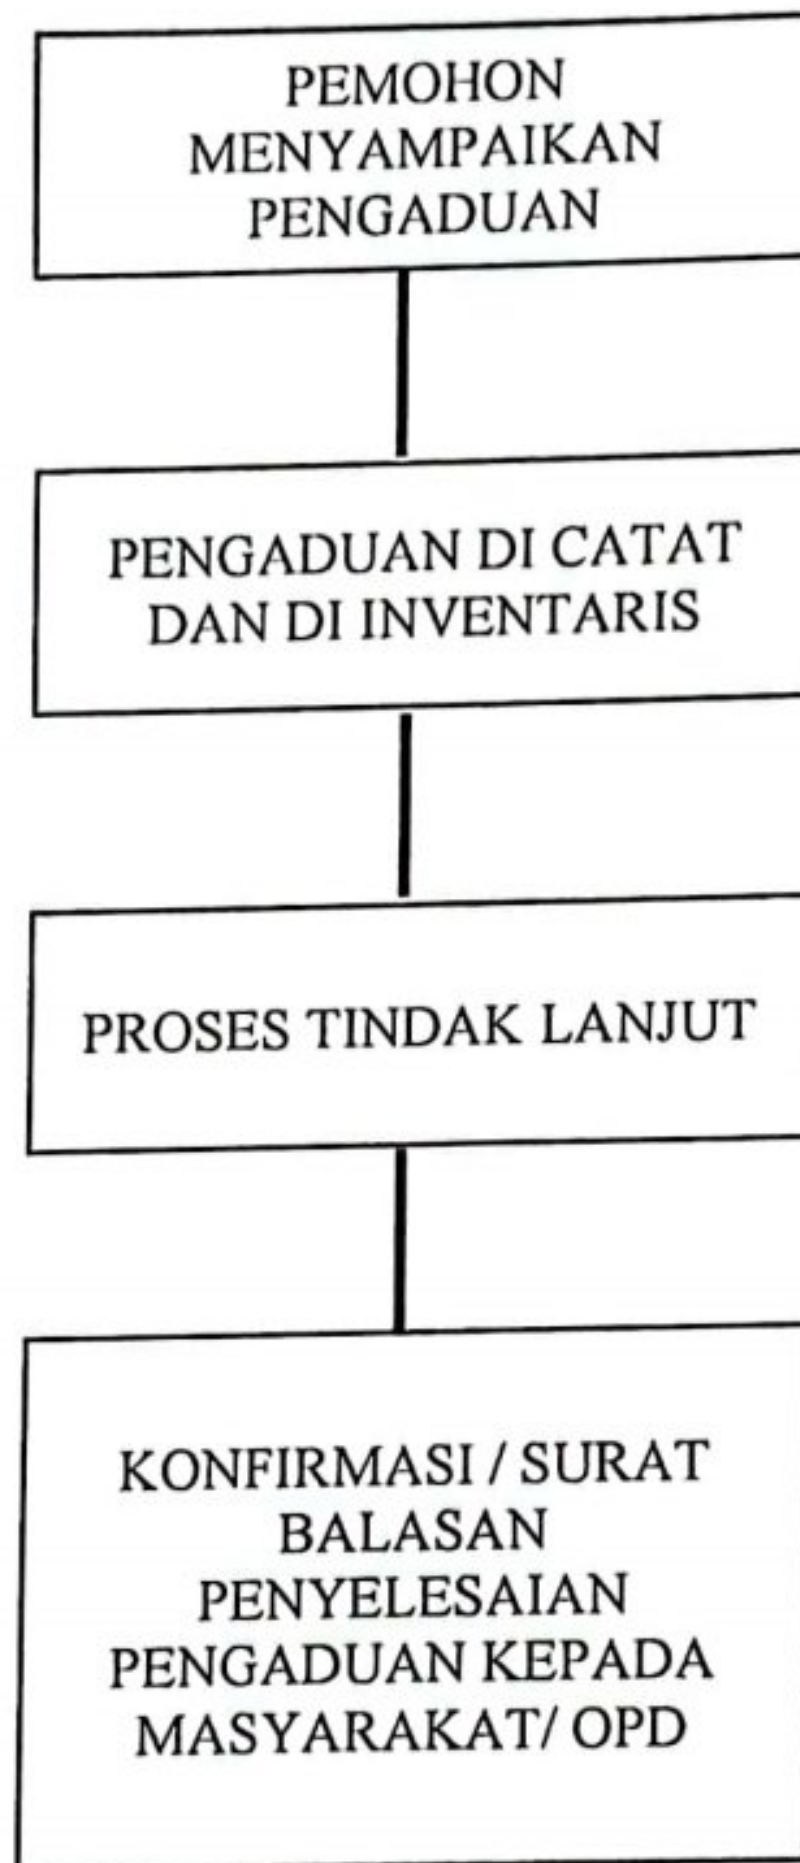 PEMOHON
MENYAMPAIKAN
PENGADUAN
PENGADUAN DI CATAT
DAN DI INVENTARIS
PROSES TINDAK LANJUT
KONFIRMASI / SURAT
BALASAN
PENYELESAIAN
PENGADUAN KEPADA
MASYARAKAT/ OPD